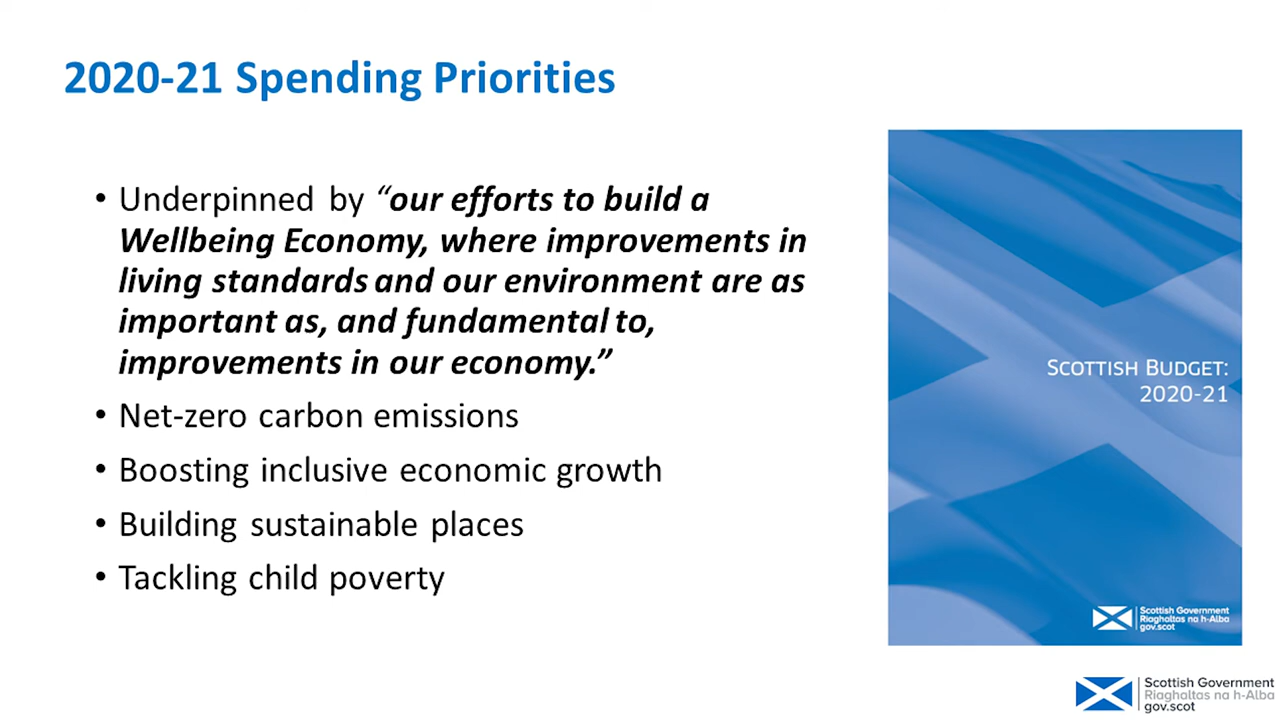 2020-21 Spending Priorities
• Underpinned by “our efforts to build a
Wellbeing Economy, where improvements in
living standards and our environment are as
important as, and fundamental to,
improvements in our economy.”
• Net-zero carbon emissions
• Boosting inclusive economic growth
• Building sustainable places
• Tackling child poverty
SCOTTISH BUDGET:
2020-21
Scottish Government
Riaghaltas na h-Alba
gov.scot
Scottish Government
Riaghaltas na h-Alba
gov.scot